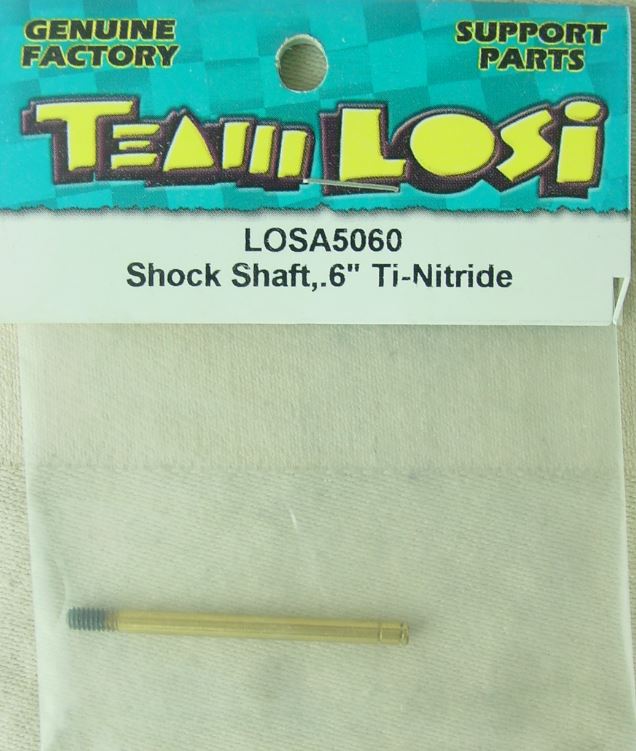 GENUINE
FACTORY
SUPPORT
PARTS
TEAM LOSi
LOSA5060
Shock Shaft,.6" Ti-Nitride